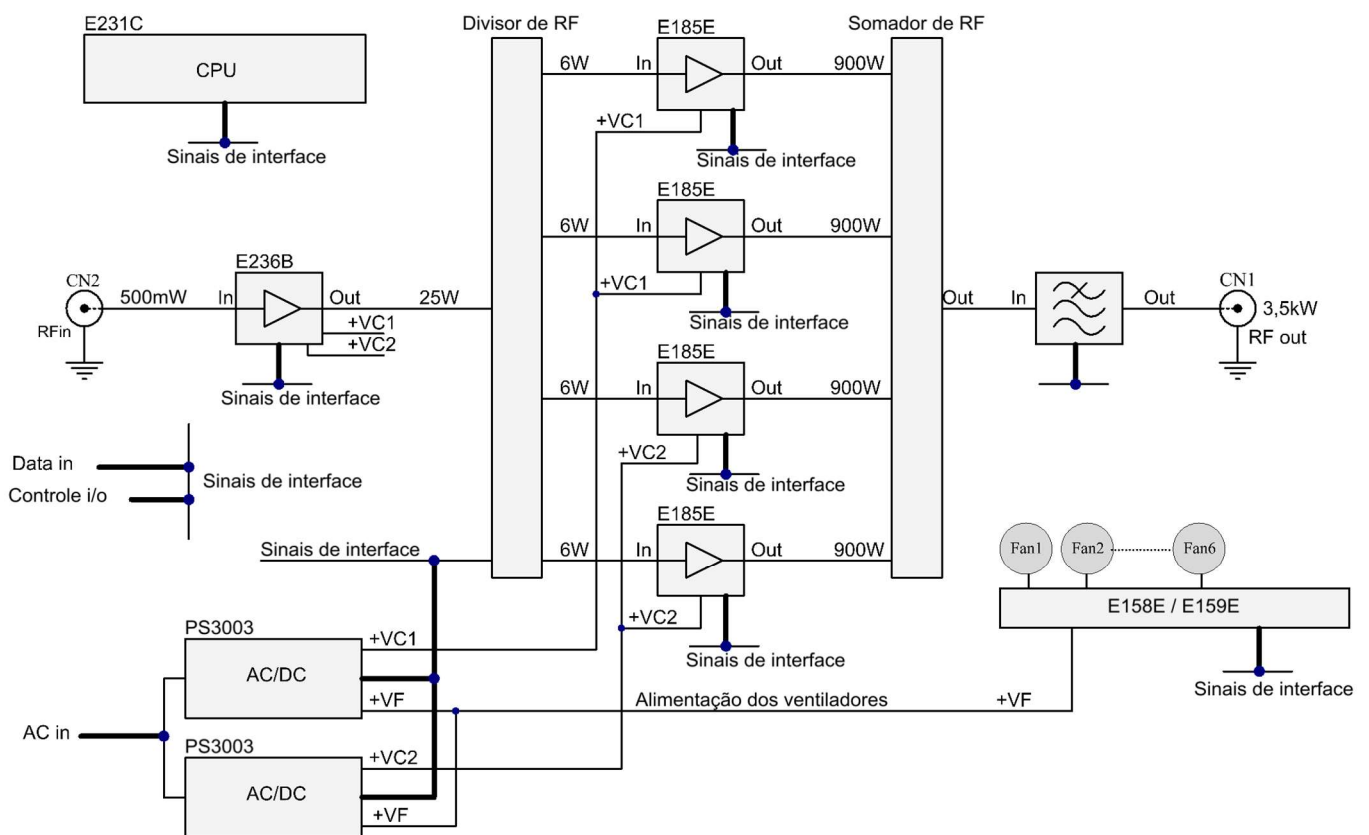 E231C
CPU
Sinais de interface
Divisor de RF
Somador de RF
E185E
6W
In
Out
900W
+VC1
Sinais de interface
E185E
6W
In
Out
900W
+VC1
Sinais de interface
CN2
RFin
500mW
E236B
In
Out
25W
+VC1
+VC2
Sinais de interface
Out
In
Out
CN1
3,5kW
RF out
E185E
6W
In
Out
900W
+VC2
Sinais de interface
Data in
Controle i/o
Sinais de interface
E185E
6W
In
Out
900W
+VC2
Sinais de interface
Sinais de interface
Fan1
Fan2
Fan6
E158E / E159E
Sinais de interface
PS3003
AC/DC
+VC1
+VF
Alimentação dos ventiladores
+VF
AC in
PS3003
AC/DC
+VC2
+VF